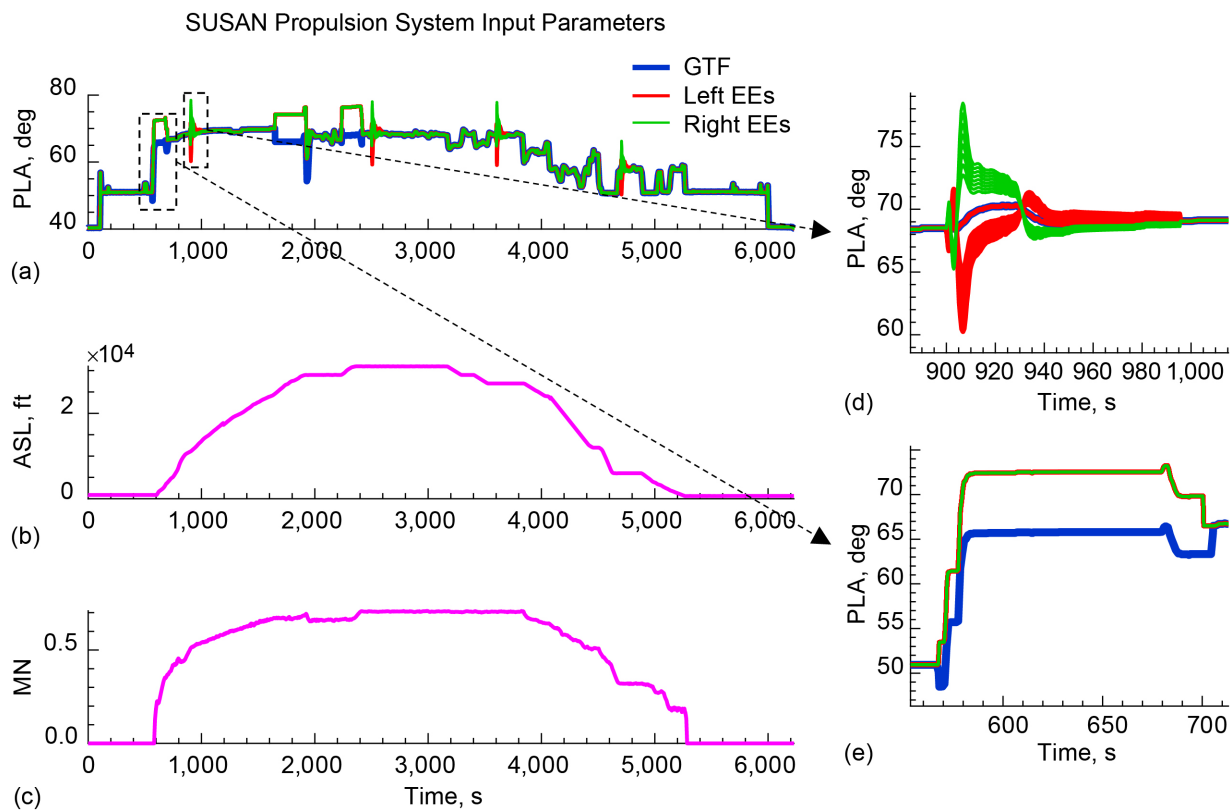 SUSAN Propulsion System Input Parameters
GTF
Left EEs
Right EEs
PLA, deg
80
60
40
0 1,000 2,000 3,000 4,000 5,000 6,000
(a)
×10⁴
ASL, ft
2
0
0 1,000 2,000 3,000 4,000 5,000 6,000
(b)
MN
0.5
0.0
0 1,000 2,000 3,000 4,000 5,000 6,000
Time, s
(c)
PLA, deg
75
70
65
60
900 920 940 960 980 1,000
Time, s
(d)
PLA, deg
70
65
60
55
50
600 650 700
Time, s
(e)